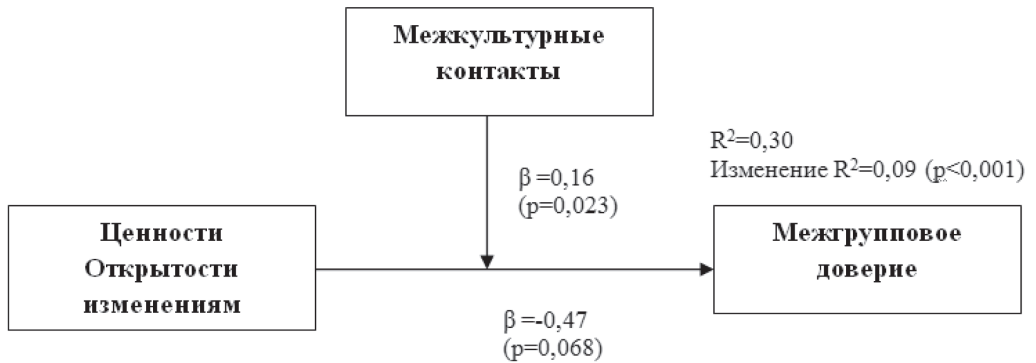 Межкультурные
контакты
R²=0,30
Изменение R²=0,09 (p<0,001)
β =0,16
(p=0,023)
Ценности
Открытости
изменениям
Межгрупповое
доверие
β =-0,47
(p=0,068)